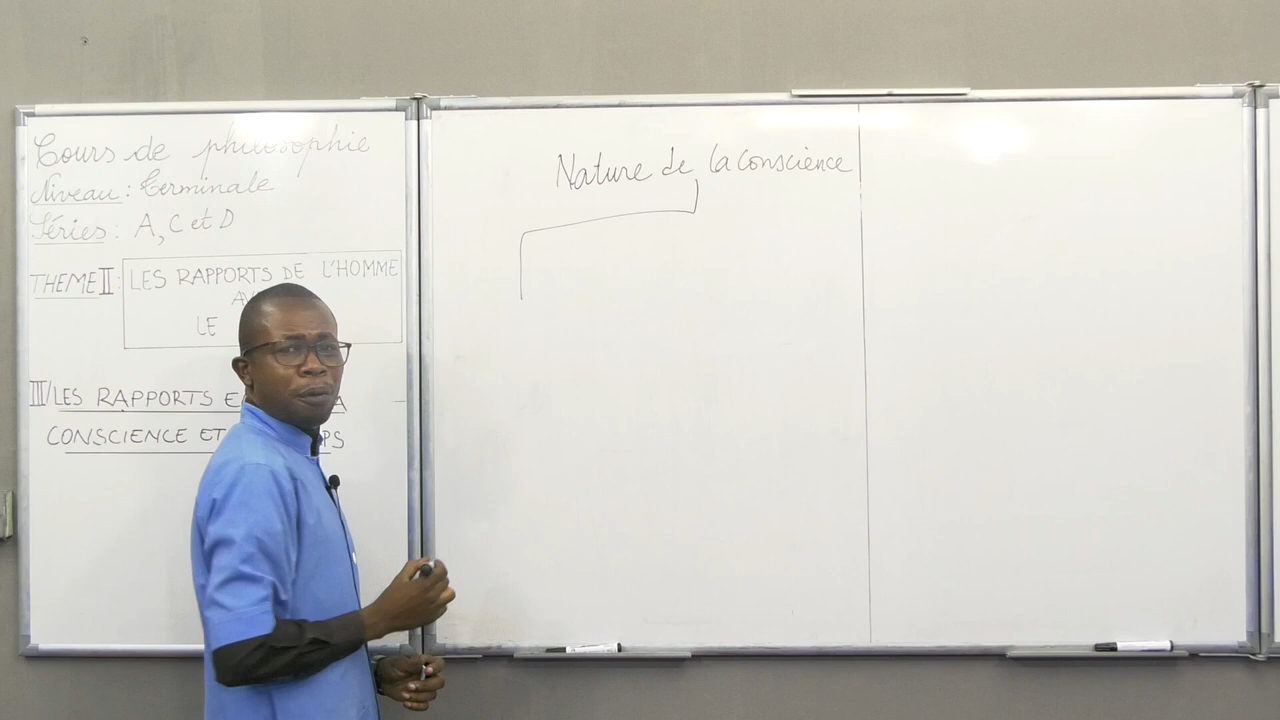 Cours de philosophie
Niveau : Terminale
Séries : A, C et D
THEME II : LES RAPPORTS DE L'HOMME
LE
III/ LES RAPPORTS
CONSCIENCE ET
Nature de la conscience